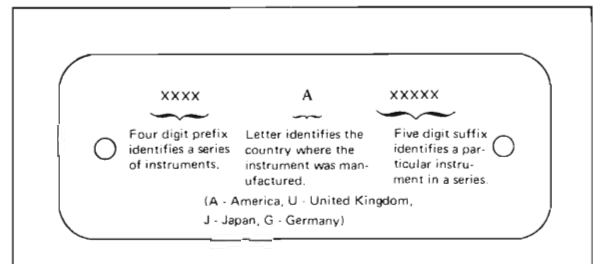 XXXX A XXXXX
Four digit prefix Letter identifies the Five digit suffix
identifies a series country where the identifies a par-
of instruments. instrument was man- ticular instru-
ufactured. ment in a series.
(A - America, U - United Kingdom,
J - Japan, G - Germany)